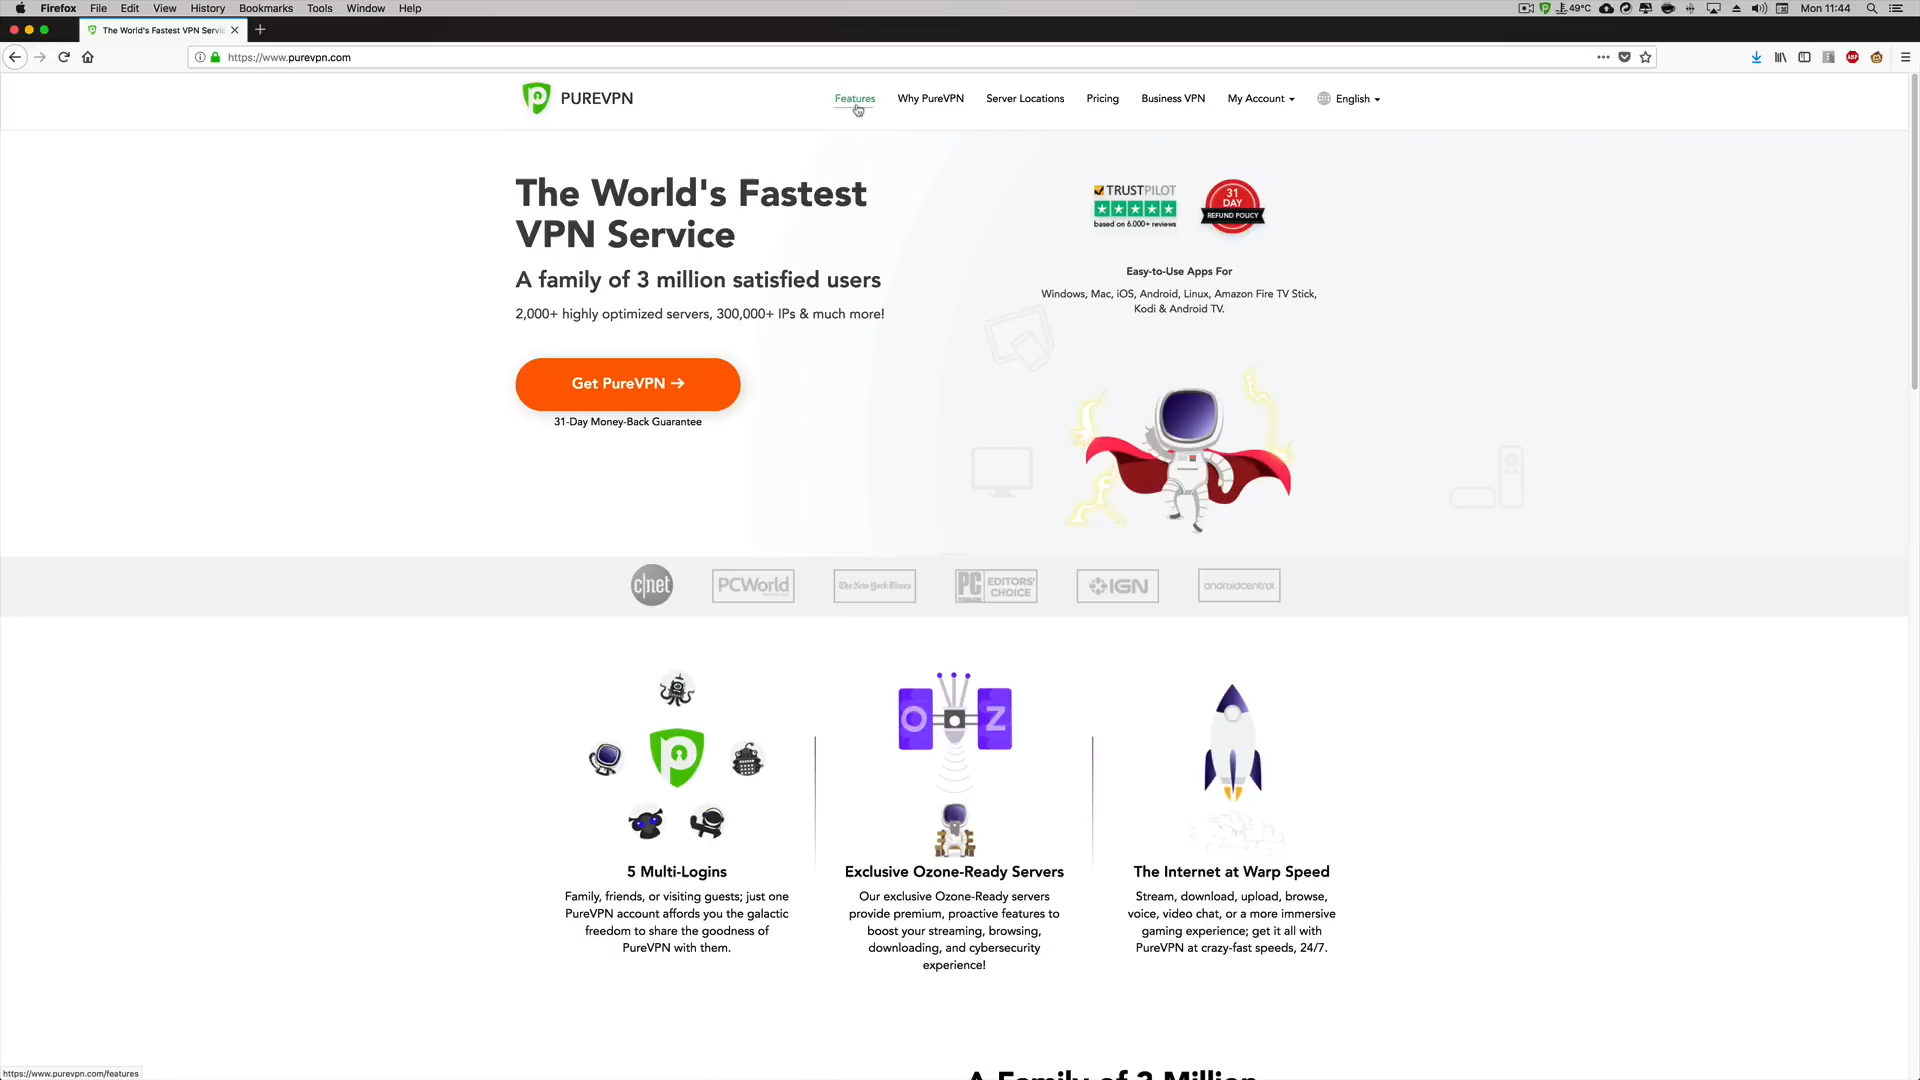 Firefox File Edit View History Bookmarks Tools Window Help
49°C Mon 11:44
The World's Fastest VPN Servic
https://www.purevpn.com
PUREVPN
Features Why PureVPN Server Locations Pricing Business VPN My Account English
The World's Fastest
VPN Service
A family of 3 million satisfied users
2,000+ highly optimized servers, 300,000+ IPs & much more!
Get PureVPN →
31-Day Money-Back Guarantee
TRUSTPILOT
based on 6,000+ reviews
31
DAY
REFUND POLICY
Easy-to-Use Apps For
Windows, Mac, iOS, Android, Linux, Amazon Fire TV Stick,
Kodi & Android TV.
c|net
PCWorld
The New York Times
PC
EDITORS'
CHOICE
IGN
androidcentral
O Z
5 Multi-Logins
Family, friends, or visiting guests; just one
PureVPN account affords you the galactic
freedom to share the goodness of
PureVPN with them.
Exclusive Ozone-Ready Servers
Our exclusive Ozone-Ready servers
provide premium, proactive features to
boost your streaming, browsing,
downloading, and cybersecurity
experience!
The Internet at Warp Speed
Stream, download, upload, browse,
voice, video chat, or a more immersive
gaming experience; get it all with
PureVPN at crazy-fast speeds, 24/7.
A Family of 3 Million
https://www.purevpn.com/features